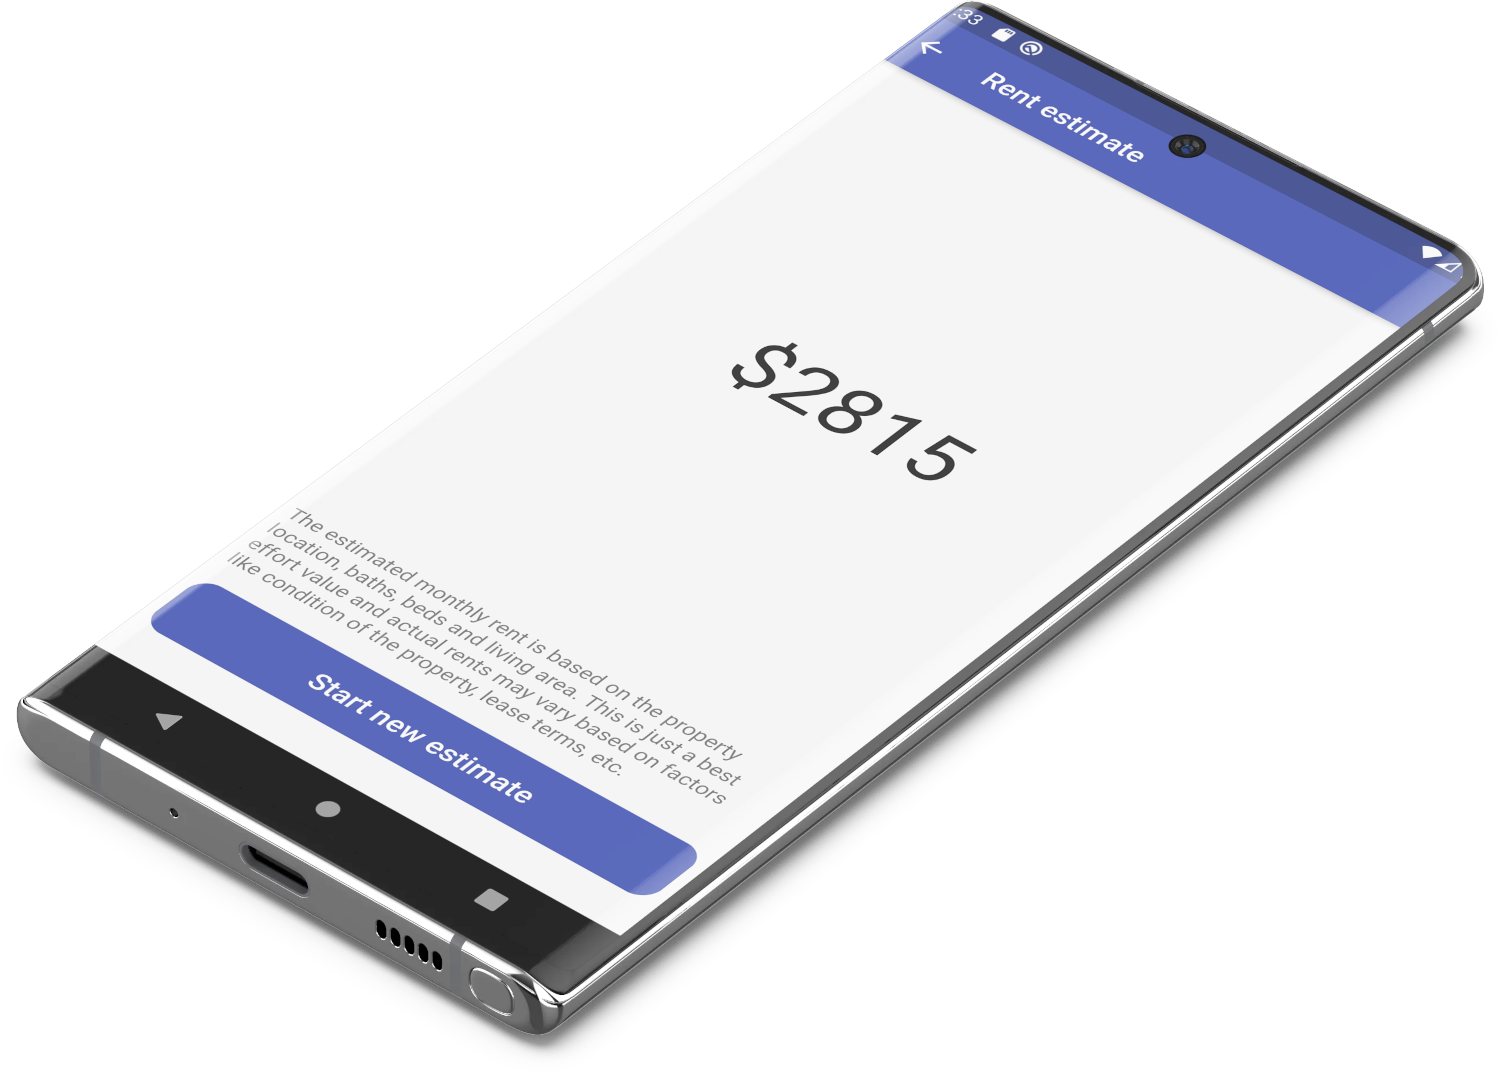 :33
Rent estimate
$2815
The estimated monthly rent is based on the property
location, baths, beds and living area. This is just a best
effort value and actual rents may vary based on factors
like condition of the property, lease terms, etc.
Start new estimate